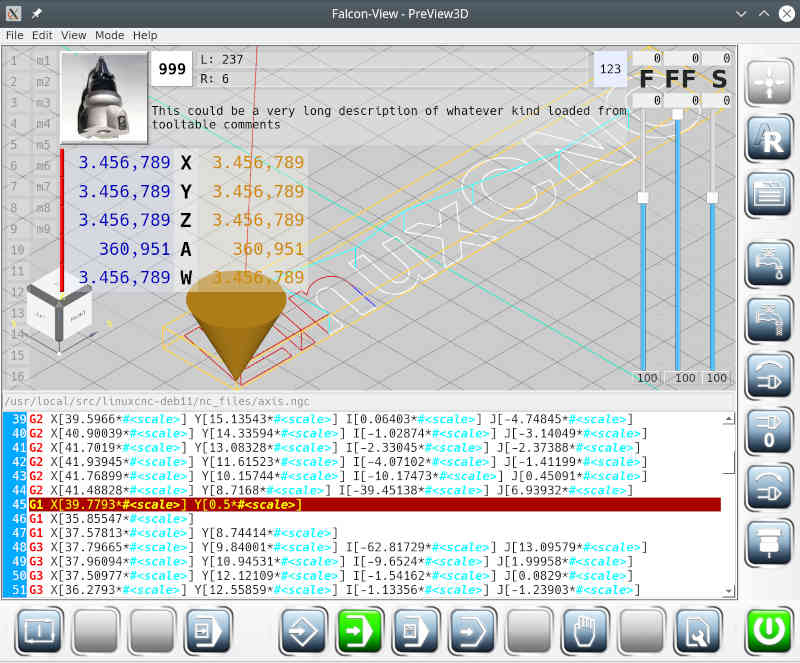 Falcon-View - PreView3D
File Edit View Mode Help
1 m1
2 m2
3 m3
4 m4
5 m5
6 m6
7 m7
8 m8
9 m9
10
11
12
13
14
15
16
999
L: 237
R: 6
This could be a very long description of whatever kind loaded from
tooltable comments
123
0 0 0
F FF S
0 0 0
100 100 100
3.456,789 X 3.456,789
3.456,789 Y 3.456,789
3.456,789 Z 3.456,789
360,951 A 360,951
3.456,789 W 3.456,789
nuxCNC
/usr/local/src/linuxcnc-deb11/nc_files/axis.ngc
39 G2 X[39.5966*#<scale>] Y[15.13543*#<scale>] I[0.06403*#<scale>] J[-4.74845*#<scale>]
40 G2 X[40.90039*#<scale>] Y[14.33594*#<scale>] I[-1.02874*#<scale>] J[-3.14049*#<scale>]
41 G2 X[41.7019*#<scale>] Y[13.08328*#<scale>] I[-2.33045*#<scale>] J[-2.37388*#<scale>]
42 G2 X[41.93945*#<scale>] Y[11.61523*#<scale>] I[-4.07102*#<scale>] J[-1.41199*#<scale>]
43 G2 X[41.76899*#<scale>] Y[10.15744*#<scale>] I[-10.17473*#<scale>] J[0.45091*#<scale>]
44 G2 X[41.48828*#<scale>] Y[8.7168*#<scale>] I[-39.45138*#<scale>] J[6.93932*#<scale>]
45 G1 X[39.7793*#<scale>] Y[0.5*#<scale>]
46 G1 X[35.85547*#<scale>]
47 G1 X[37.57813*#<scale>] Y[8.74414*#<scale>]
48 G3 X[37.79665*#<scale>] Y[9.84001*#<scale>] I[-62.81729*#<scale>] J[13.09579*#<scale>]
49 G3 X[37.96094*#<scale>] Y[10.94531*#<scale>] I[-9.6524*#<scale>] J[1.99958*#<scale>]
50 G3 X[37.50977*#<scale>] Y[12.12109*#<scale>] I[-1.54162*#<scale>] J[0.0829*#<scale>]
51 G3 X[36.2793*#<scale>] Y[12.55859*#<scale>] I[-1.13356*#<scale>] J[-1.23903*#<scale>]
R
0